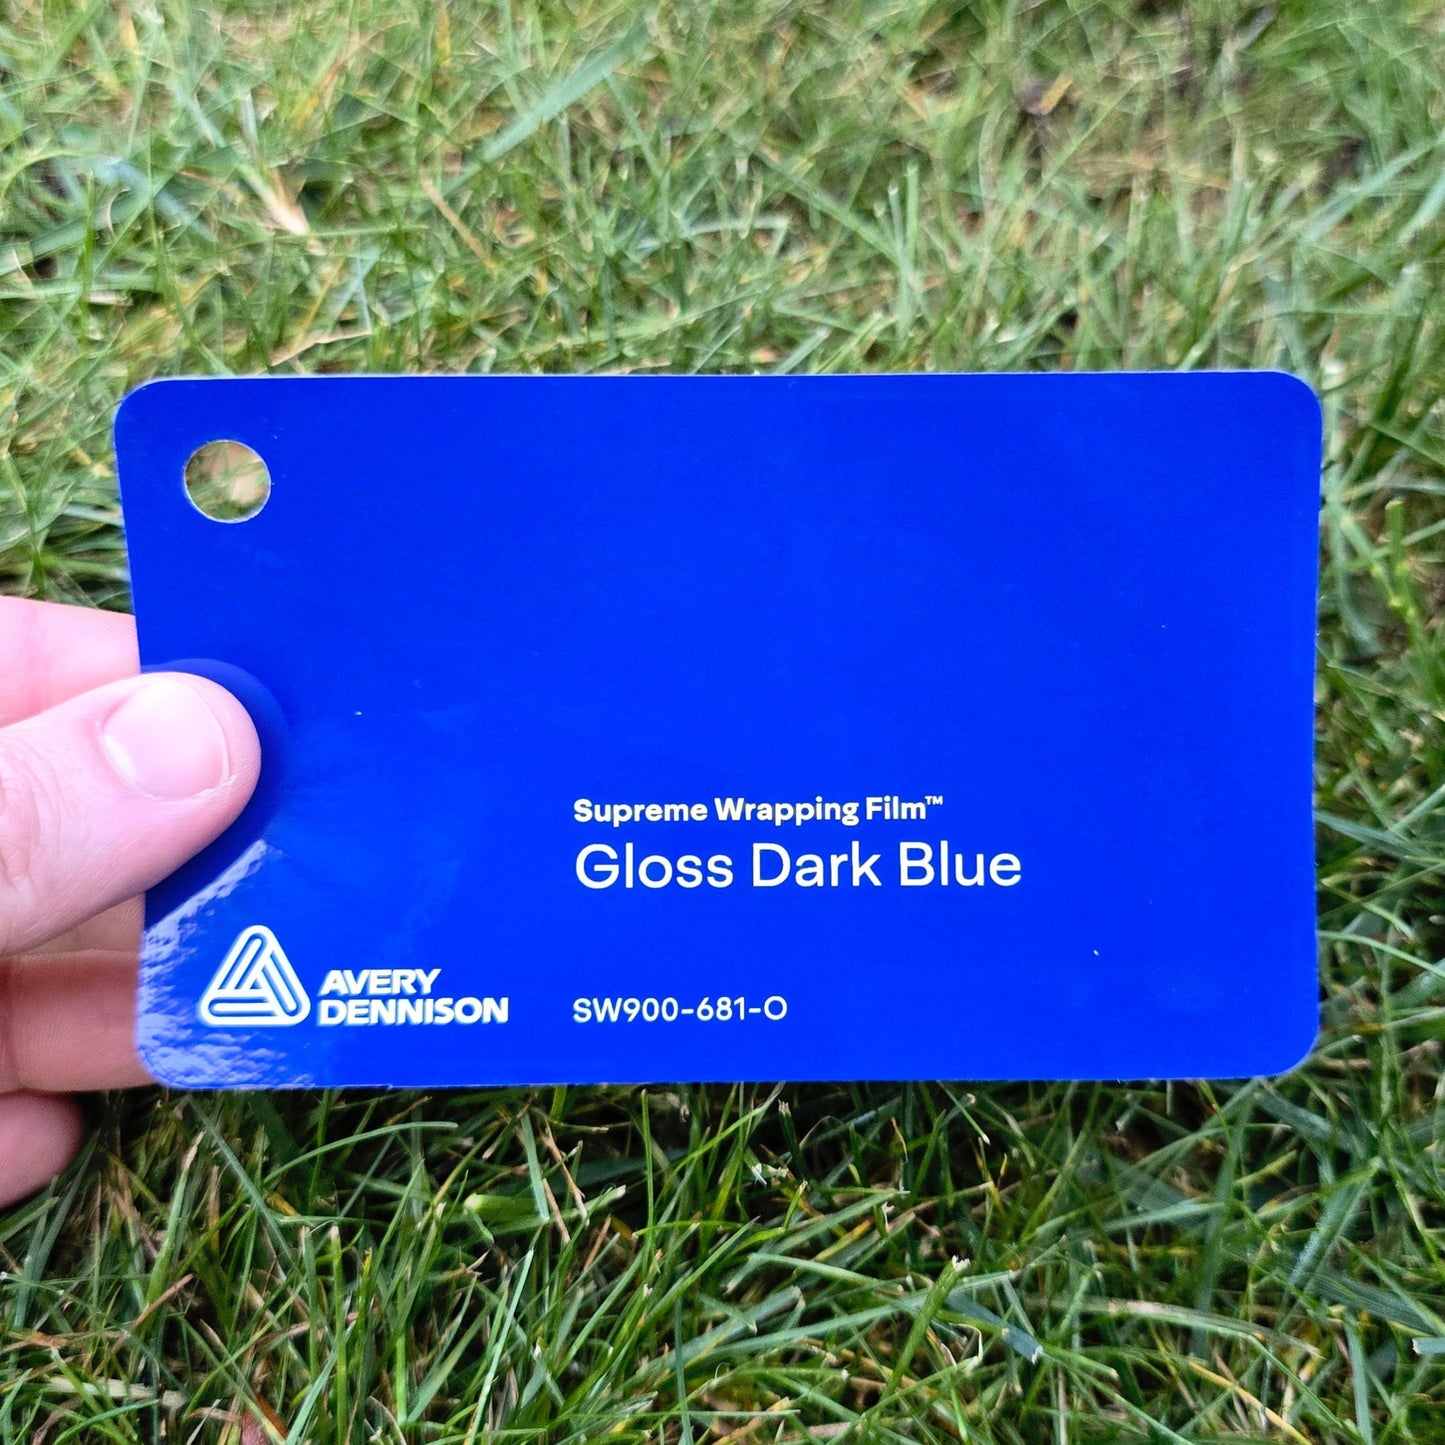 Supreme Wrapping Film™
Gloss Dark Blue
AVERY
DENNISON
SW900-681-O